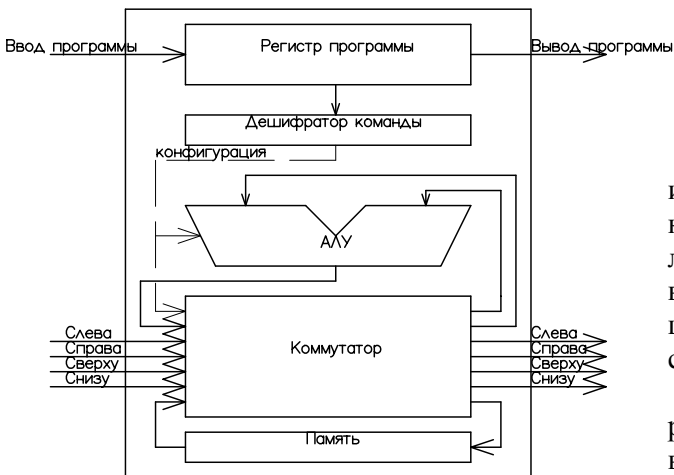 Ввод программы
Регистр программы
Вывод программы
Дешифратор команды
конфигурация
АЛУ
Слева
Справа
Сверху
Снизу
Коммутатор
Слева
Справа
Сверху
Снизу
Память